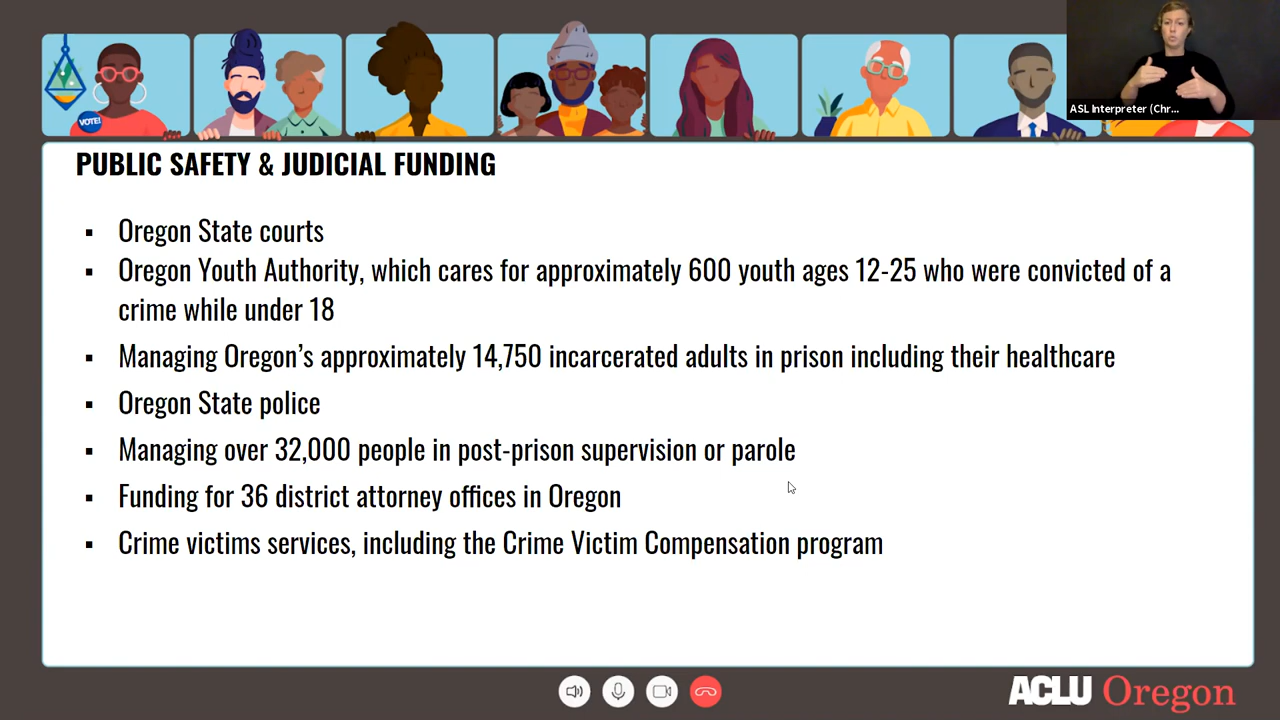 VOTE!
ASL Interpreter (Chr...
PUBLIC SAFETY & JUDICIAL FUNDING
▪ Oregon State courts
▪ Oregon Youth Authority, which cares for approximately 600 youth ages 12-25 who were convicted of a
crime while under 18
▪ Managing Oregon’s approximately 14,750 incarcerated adults in prison including their healthcare
▪ Oregon State police
▪ Managing over 32,000 people in post-prison supervision or parole
▪ Funding for 36 district attorney offices in Oregon
▪ Crime victims services, including the Crime Victim Compensation program
ACLU Oregon